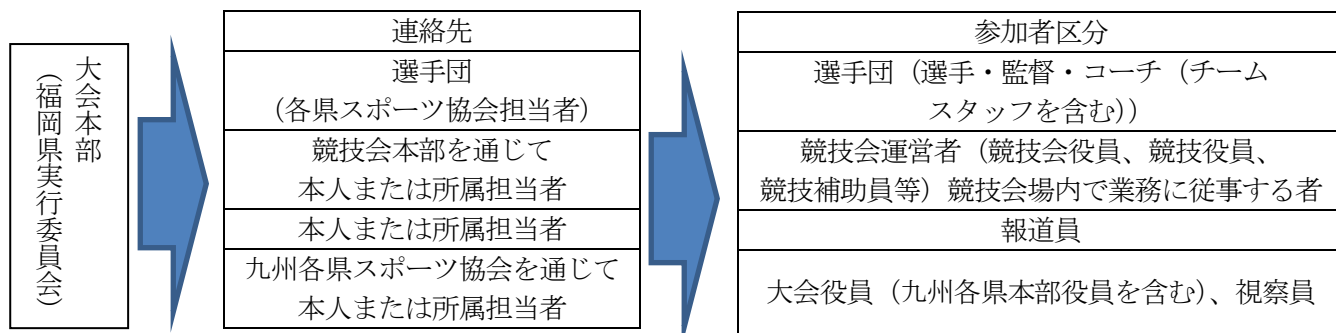 大会本部
（福岡県実行委員会）
連絡先
選手団
（各県スポーツ協会担当者）
競技会本部を通じて
本人または所属担当者
本人または所属担当者
九州各県スポーツ協会を通じて
本人または所属担当者
参加者区分
選手団（選手・監督・コーチ（チーム
スタッフを含む））
競技会運営者（競技会役員、競技役員、
競技補助員等）競技会場内で業務に従事する者
報道員
大会役員（九州各県本部役員を含む）、視察員